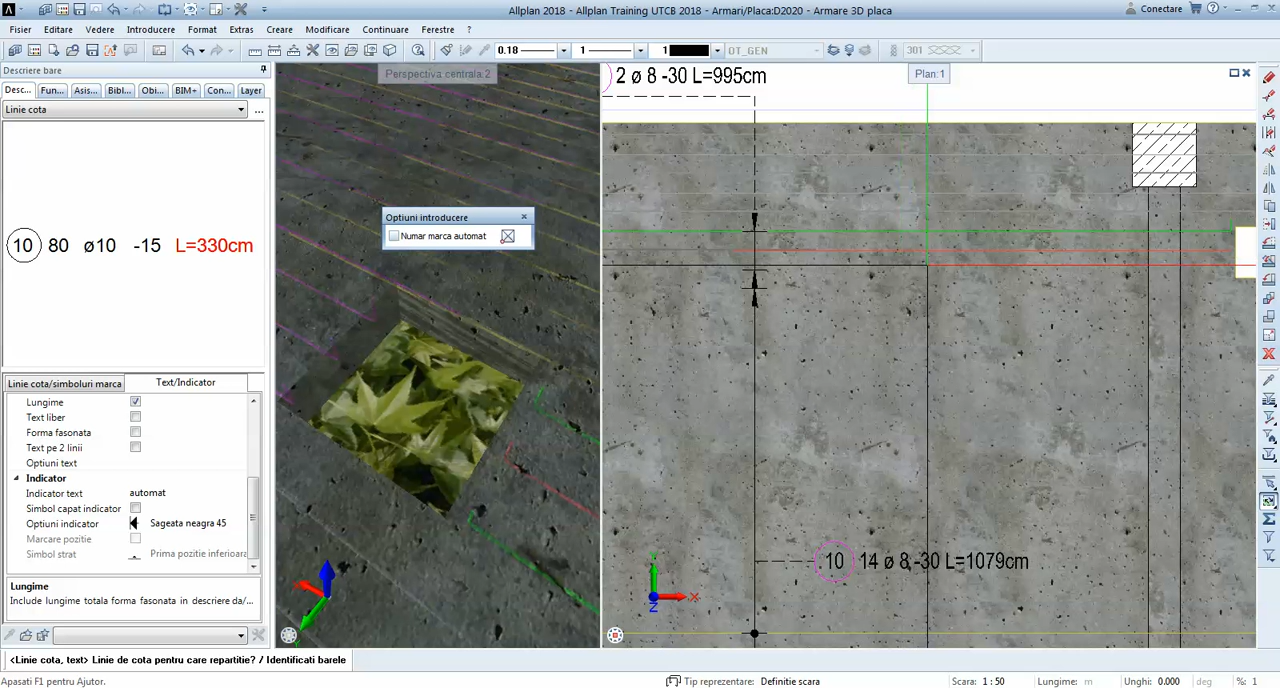 Allplan 2018 - Allplan Training UTCB 2018 - Armari/Placa:D2020 - Armare 3D placa
Conectare
Fisier Editare Vedere Introducere Format Extras Creare Modificare Continuare Ferestre ?
0.18 1 1 OT_GEN 301
Descriere bare
Perspectiva centrala:2
Plan:1
Desc... Fun... Asis... Bibl... Obi... BIM+ Con... Layer
Linie cota ...
2 ø 8 -30 L=995cm
Optiuni introducere
Numar marca automat
10 80 ø10 -15 L=330cm
Linie cota/simboluri marca Text/Indicator
Lungime
Text liber
Forma fasonata
Text pe 2 linii
Optiuni text
Indicator
Indicator text automat
Simbol capat indicator
Optiuni indicator Sageata neagra 45
Marcare pozitie
Simbol strat Prima pozitie inferioara
10 14 ø 8 -30 L=1079cm
Lungime
Include lungime totala forma fasonata in descriere da/...
Y
X
Z
<Linie cota, text> Linie de cota pentru care repartitie? / Identificati barele
Apasati F1 pentru Ajutor.
Tip reprezentare: Definitie scara Scara: 1 : 50 Lungime: m Unghi: 0.000 deg %: 1